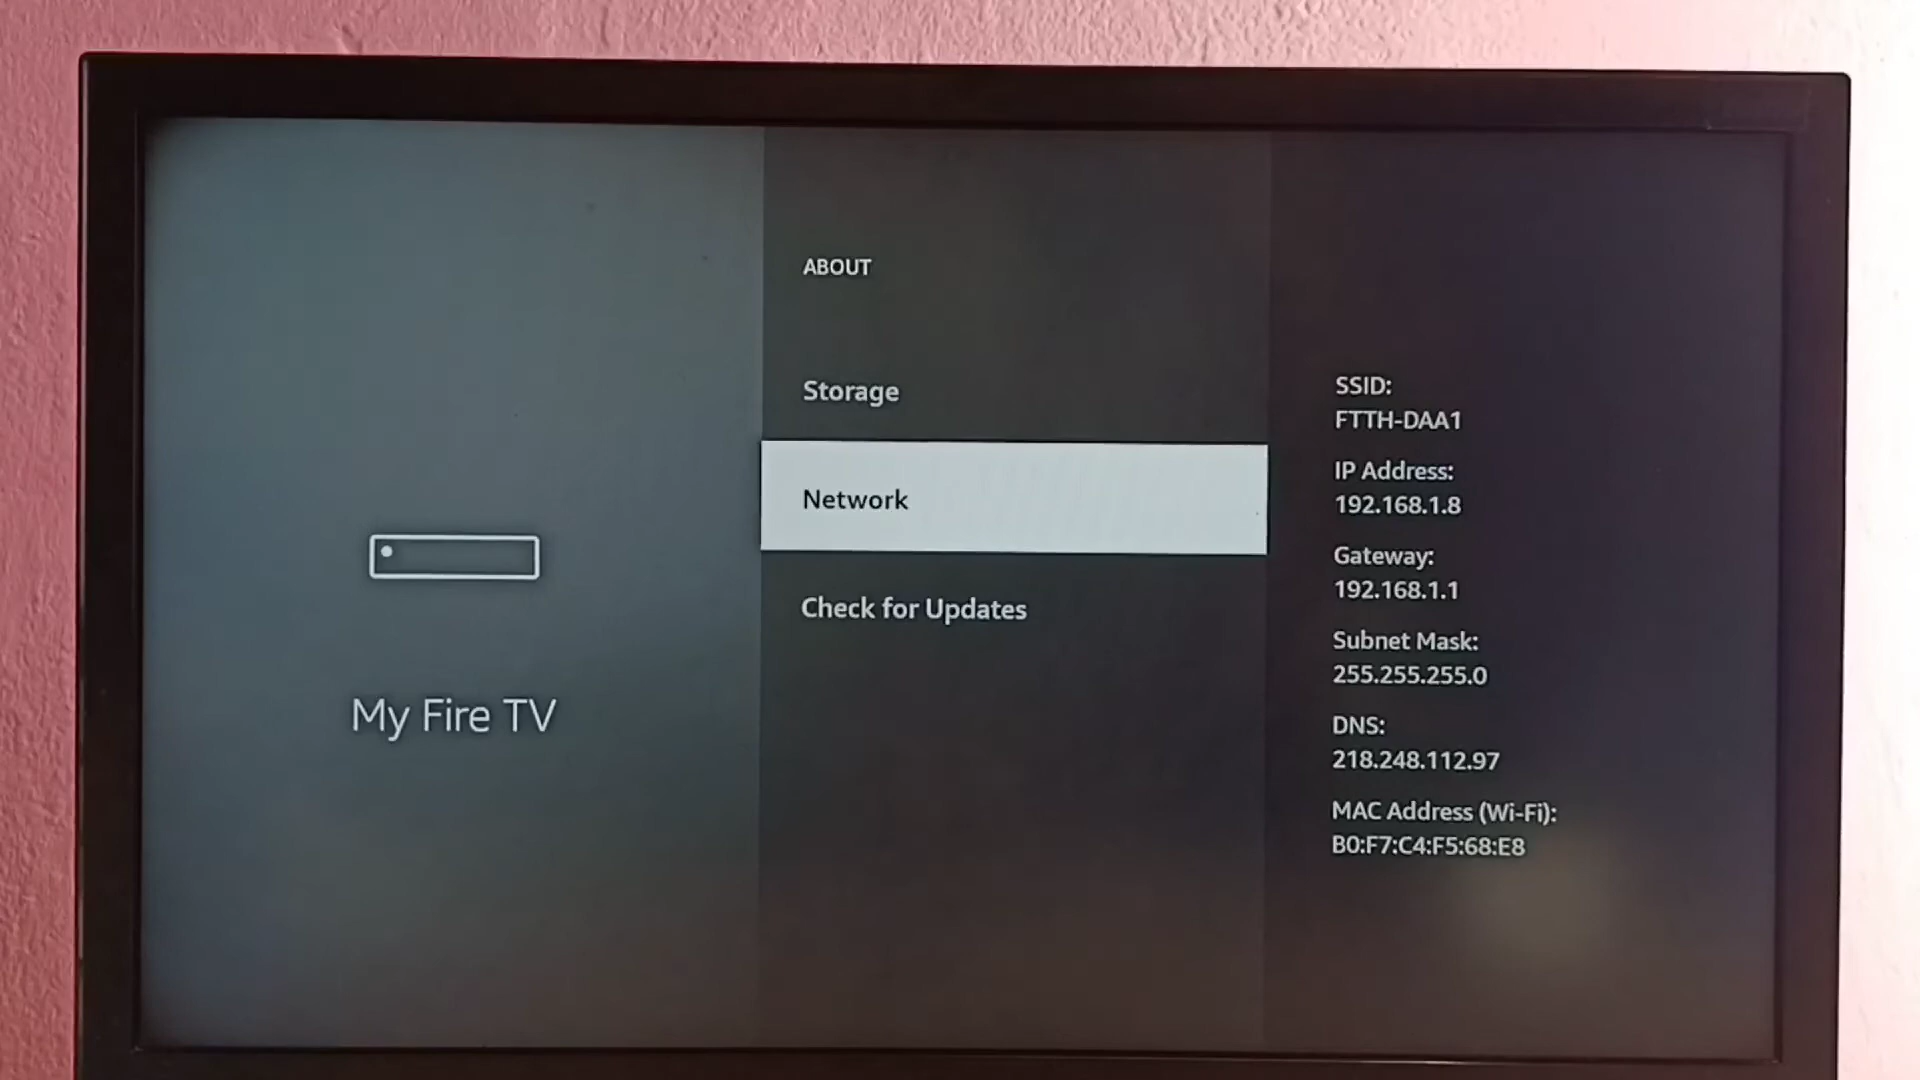 My Fire TV
ABOUT
Storage
Network
Check for Updates
SSID:
FTTH-DAA1
IP Address:
192.168.1.8
Gateway:
192.168.1.1
Subnet Mask:
255.255.255.0
DNS:
218.248.112.97
MAC Address (Wi-Fi):
B0:F7:C4:F5:68:E8